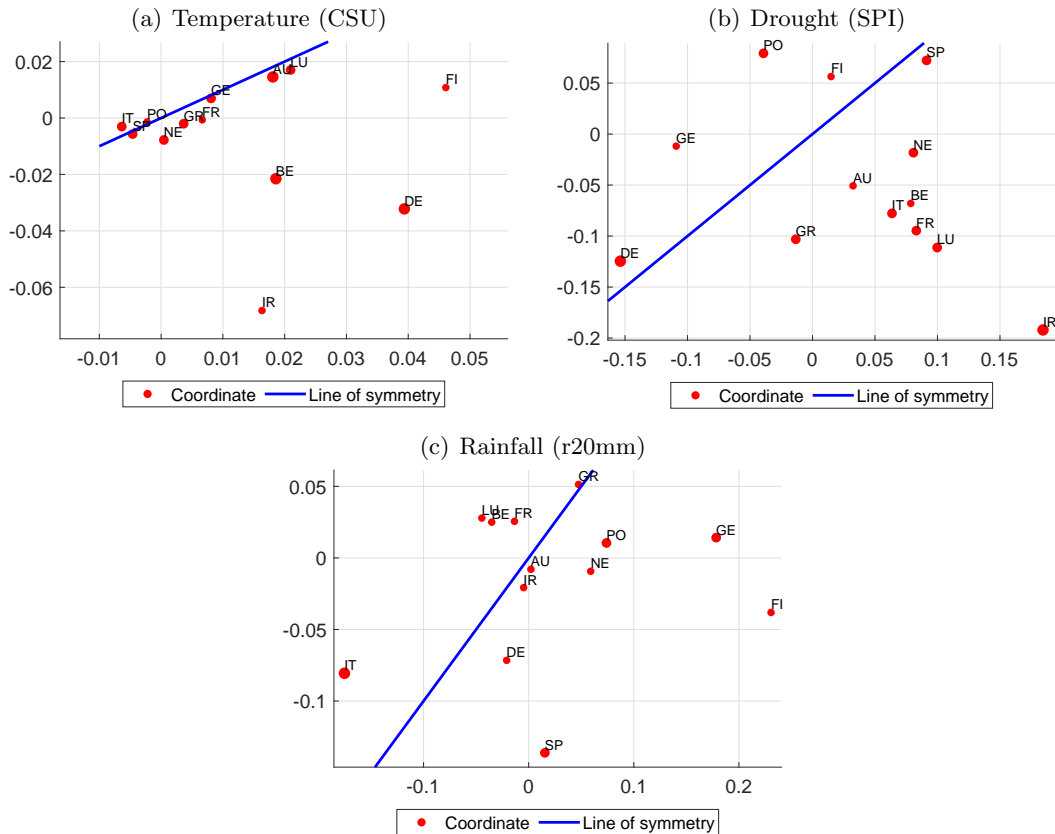 (a) Temperature (CSU)
0.02
0
-0.02
-0.04
-0.06
IT
SP
PO
NE
GR
FR
GE
AU
LU
FI
BE
DE
IR
-0.01
0
0.01
0.02
0.03
0.04
0.05
Coordinate
Line of symmetry
(b) Drought (SPI)
0.05
0
-0.05
-0.1
-0.15
-0.2
PO
FI
SP
GE
NE
AU
BE
IT
FR
GR
LU
DE
IR
-0.15
-0.1
-0.05
0
0.05
0.1
0.15
Coordinate
Line of symmetry
(c) Rainfall (r20mm)
0.05
0
-0.05
-0.1
GR
LU
BE
FR
PO
GE
AU
NE
IR
FI
DE
IT
SP
-0.1
0
0.1
0.2
Coordinate
Line of symmetry